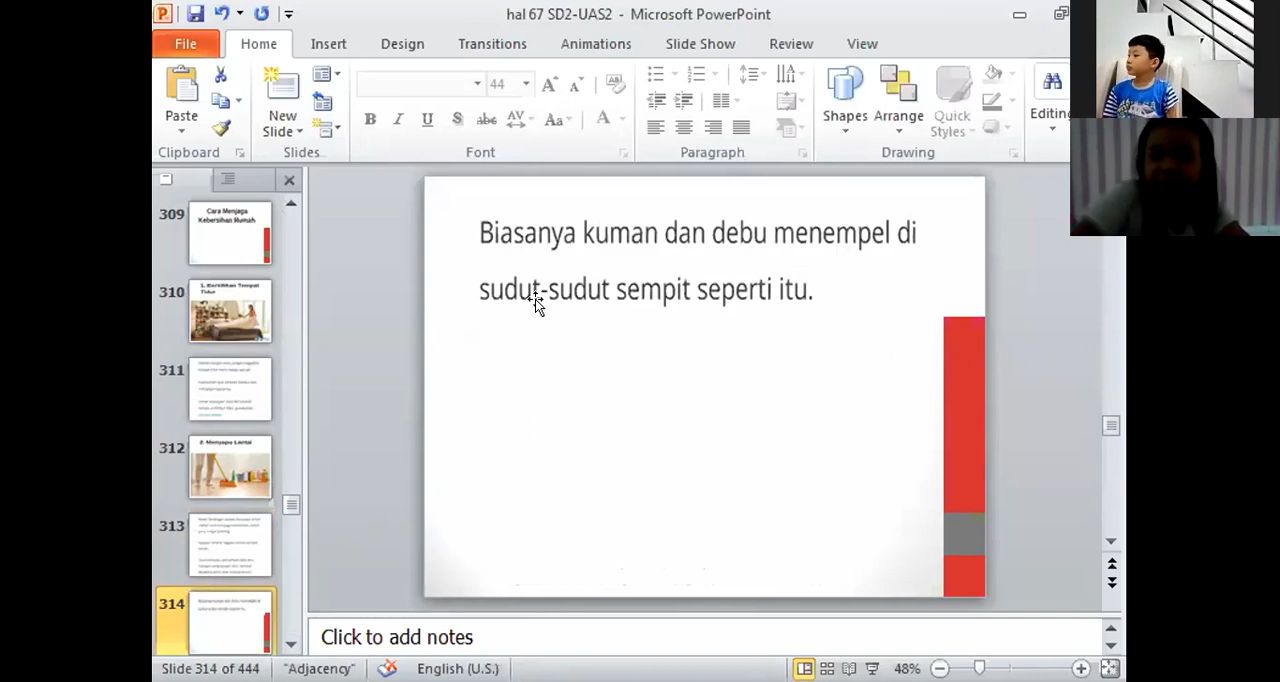 hal 67 SD2-UAS2 - Microsoft PowerPoint
File Home Insert Design Transitions Animations Slide Show Review View
44
Paste
New
Slide
Shapes Arrange Quick
Styles
Editing
Clipboard Slides Font Paragraph Drawing
309
Cara Menjaga
Kebersihan Rumah
310
1. Bersihkan Tempat
Tidur
311
312
2. Menyapu Lantai
313
314
Biasanya kuman dan debu menempel di
sudut-sudut sempit seperti itu.
Click to add notes
Slide 314 of 444 "Adjacency" English (U.S.) 48%